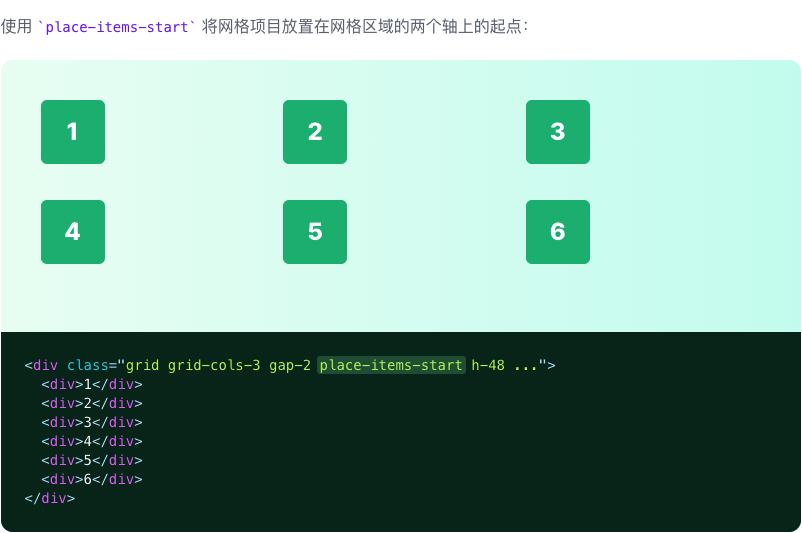 使用 `place-items-start` 将网格项目放置在网格区域的两个轴上的起点：
1 2 3
4 5 6
<div class="grid grid-cols-3 gap-2 place-items-start h-48 ...">
  <div>1</div>
  <div>2</div>
  <div>3</div>
  <div>4</div>
  <div>5</div>
  <div>6</div>
</div>